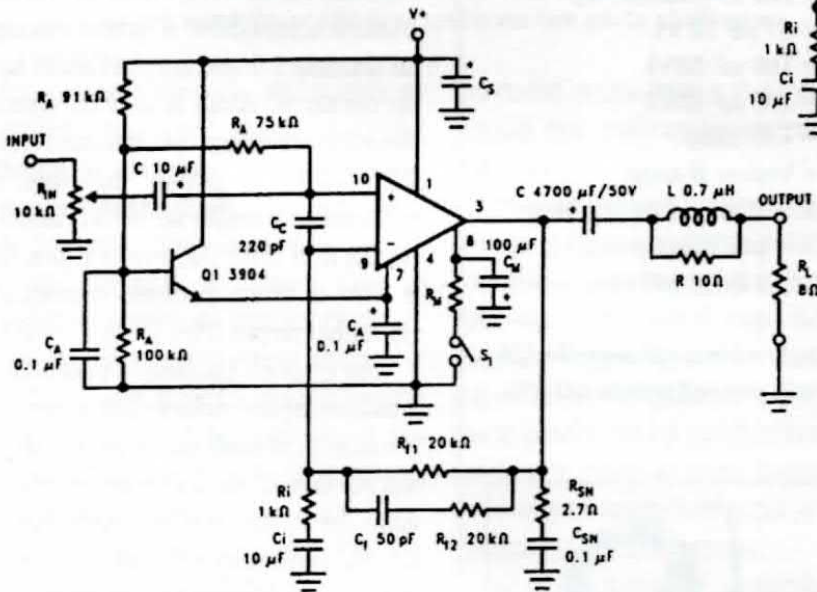 V+
Ri
1 kΩ
Ci
10 μF
RA 91 kΩ
CS
RA 75 kΩ
INPUT
C 10 μF
10
1
RIN
10 kΩ
+
−
3
C 4700 μF/50V
L 0.7 μH
OUTPUT
CC
220 pF
9
7
4
8
100 μF
CM
R 10Ω
RL
8Ω
Q1 3904
RM
CA
0.1 μF
RA
100 kΩ
CA
0.1 μF
S1
Rf1 20 kΩ
Ri
1 kΩ
Cf 50 pF
Rf2 20 kΩ
RSN
2.7Ω
Ci
10 μF
CSN
0.1 μF